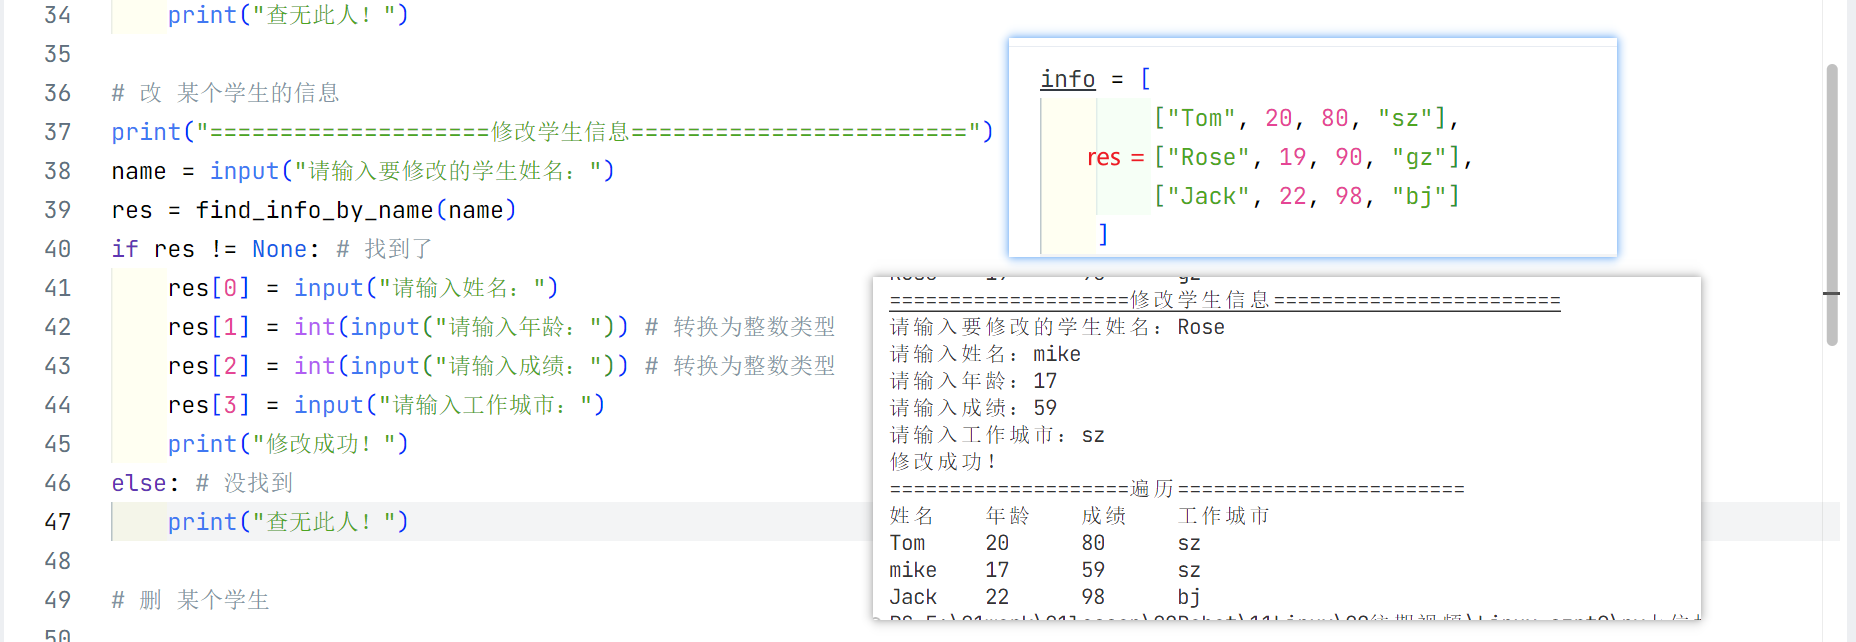 34 print("查无此人！")
35
36 # 改 某个学生的信息
37 print("====================修改学生信息========================")
38 name = input("请输入要修改的学生姓名：")
39 res = find_info_by_name(name)
40 if res != None: # 找到了
41 res[0] = input("请输入姓名：")
42 res[1] = int(input("请输入年龄：")) # 转换为整数类型
43 res[2] = int(input("请输入成绩：")) # 转换为整数类型
44 res[3] = input("请输入工作城市：")
45 print("修改成功！")
46 else: # 没找到
47 print("查无此人！")
48
49 # 删 某个学生
50
info = [
["Tom", 20, 80, "sz"],
res = ["Rose", 19, 90, "gz"],
["Jack", 22, 98, "bj"]
]
====================修改学生信息========================
请输入要修改的学生姓名：Rose
请输入姓名：mike
请输入年龄：17
请输入成绩：59
请输入工作城市：sz
修改成功！
====================遍历========================
姓名 年龄 成绩 工作城市
Tom 20 80 sz
mike 17 59 sz
Jack 22 98 bj